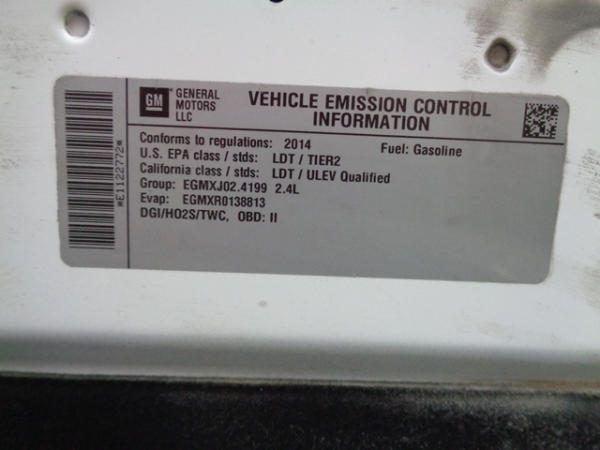 GM
GENERAL
MOTORS
LLC
VEHICLE EMISSION CONTROL
INFORMATION
Conforms to regulations: 2014 Fuel: Gasoline
U.S. EPA class / stds: LDT / TIER2
California class / stds: LDT / ULEV Qualified
Group: EGMXJ02.4199 2.4L
Evap: EGMXR0138813
DGI/HO2S/TWC, OBD: II
*E1122772*